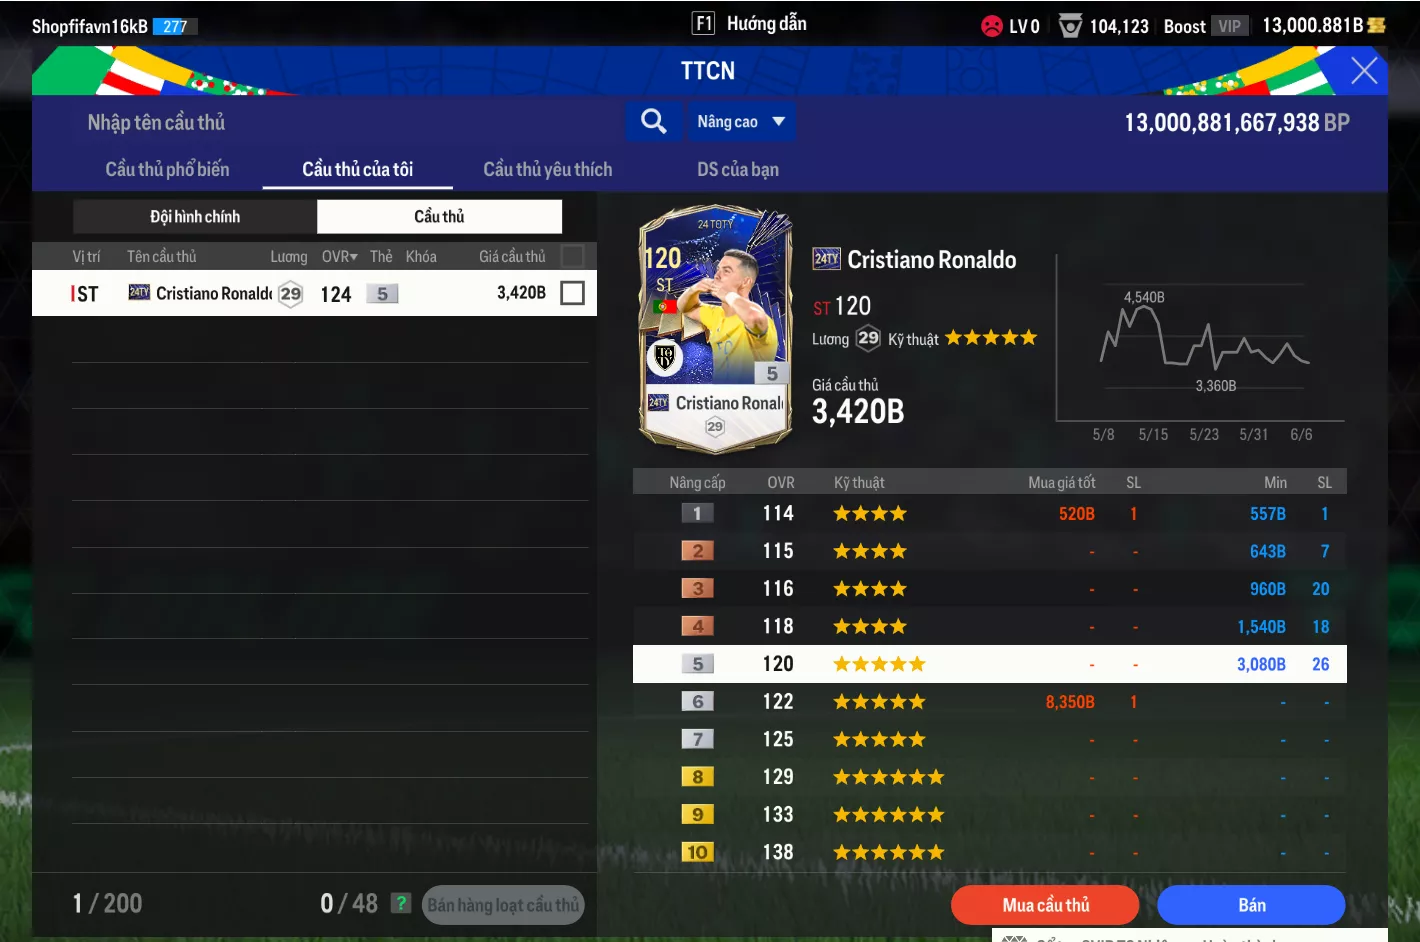 Shopfifavn16kB 277
F1 Hướng dẫn
LV 0 104,123 Boost VIP 13,000.881B
TTCN
Nhập tên cầu thủ
Nâng cao
13,000,881,667,938 BP
Cầu thủ phổ biến Cầu thủ của tôi Cầu thủ yêu thích DS của bạn
Đội hình chính Cầu thủ
Vị trí Tên cầu thủ Lương OVR Thẻ Khóa Giá cầu thủ
ST 24TY Cristiano Ronaldo 29 124 5 3,420B
24 TOTY
120
ST
5
24TY Cristiano Ronal
29
24TY Cristiano Ronaldo
ST 120
Lương 29 Kỹ thuật
Giá cầu thủ
3,420B
4,540B
3,360B
5/8 5/15 5/23 5/31 6/6
Nâng cấp OVR Kỹ thuật Mua giá tốt SL Min SL
1 114 520B 1 557B 1
2 115 - - 643B 7
3 116 - - 960B 20
4 118 - - 1,540B 18
5 120 - - 3,080B 26
6 122 8,350B 1 - -
7 125 - - - -
8 129 - - - -
9 133 - - - -
10 138 - - - -
1 / 200
0 / 48 ? Bán hàng loạt cầu thủ
Mua cầu thủ Bán